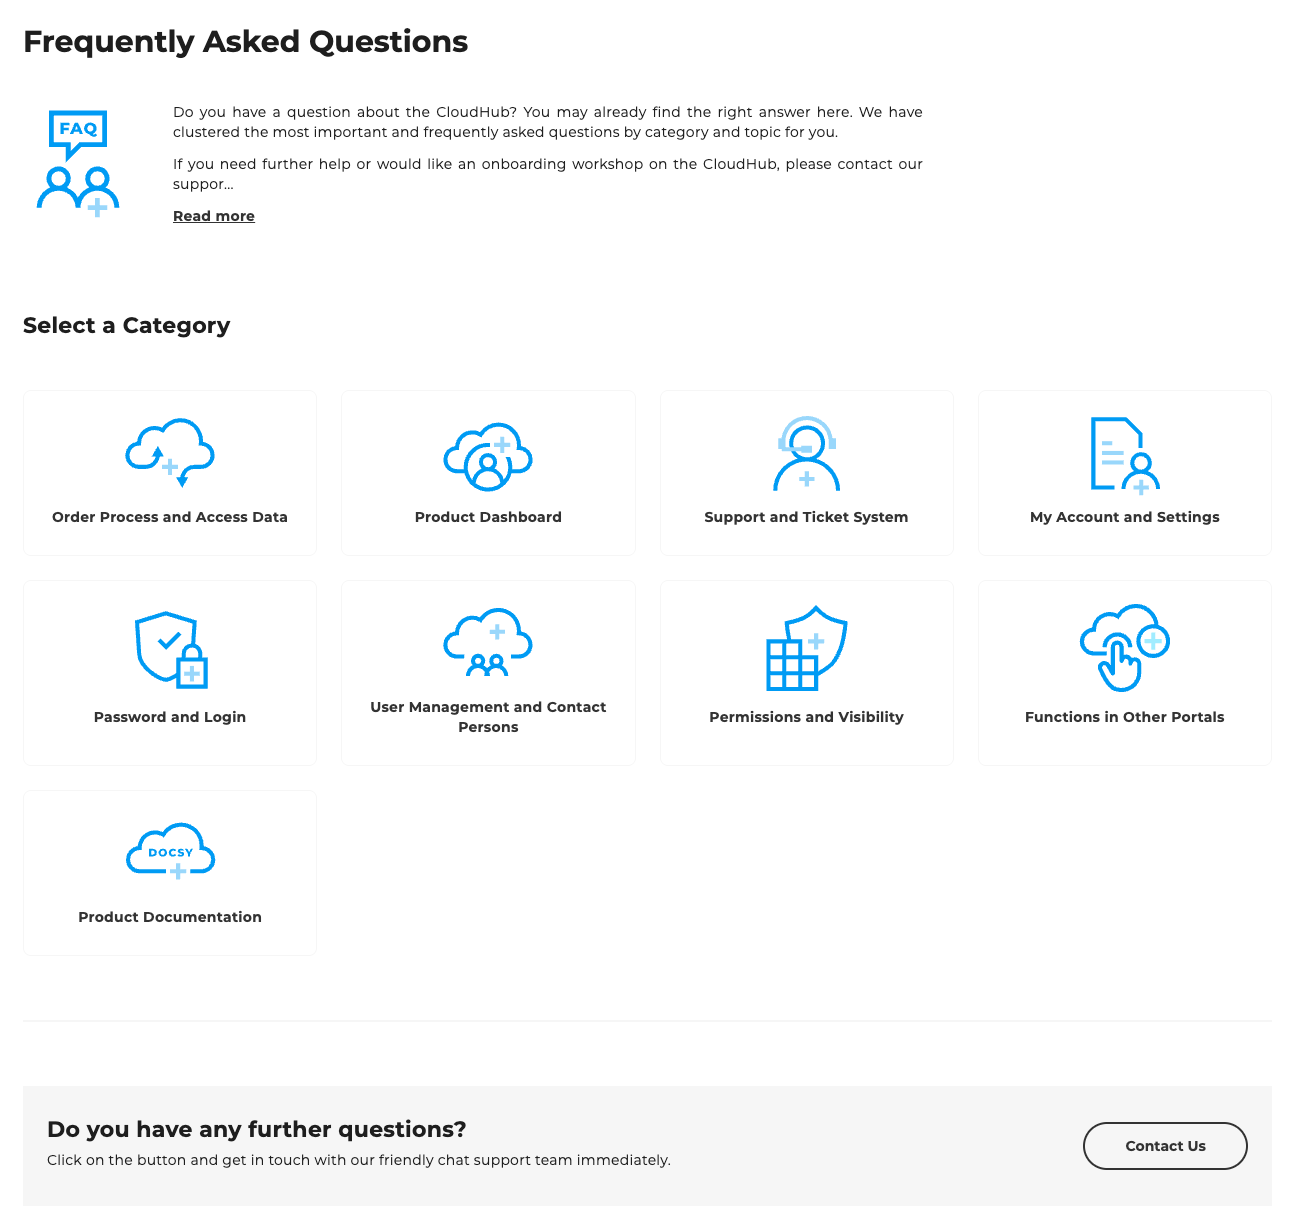 Frequently Asked Questions
FAQ
Do you have a question about the CloudHub? You may already find the right answer here. We have
clustered the most important and frequently asked questions by category and topic for you.
If you need further help or would like an onboarding workshop on the CloudHub, please contact our
suppor...
Read more
Select a Category
Order Process and Access Data
Product Dashboard
Support and Ticket System
My Account and Settings
Password and Login
User Management and Contact
Persons
Permissions and Visibility
Functions in Other Portals
DOCSY
Product Documentation
Do you have any further questions?
Click on the button and get in touch with our friendly chat support team immediately.
Contact Us